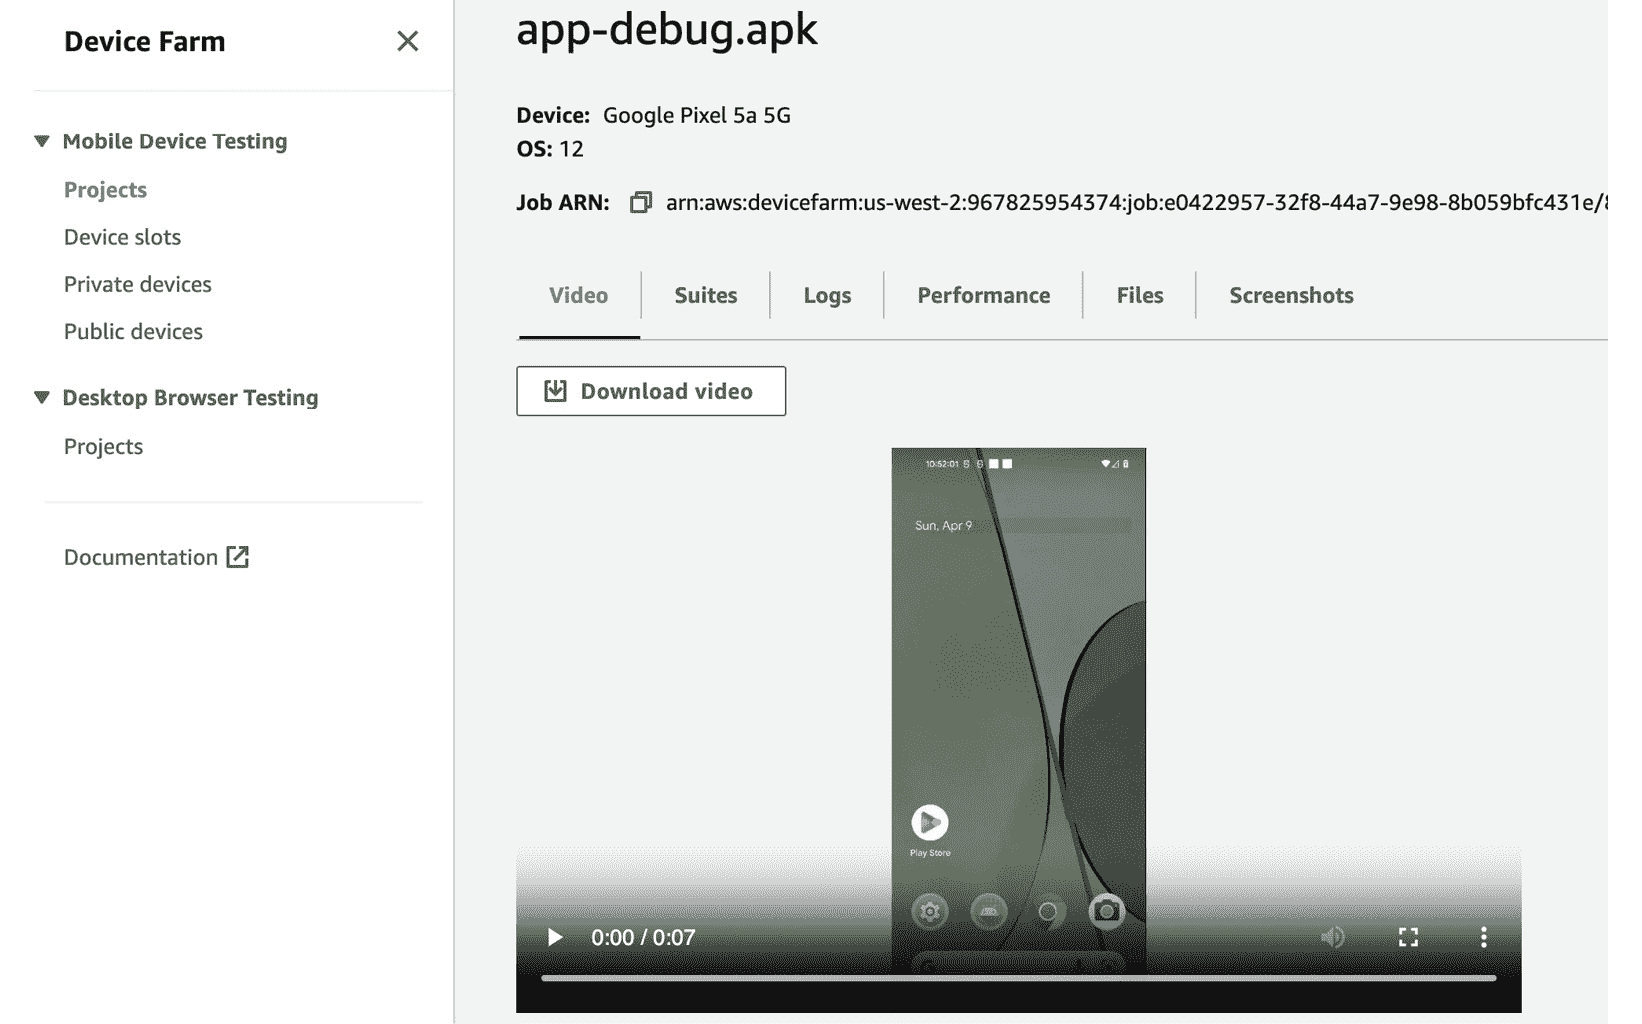 Device Farm
Mobile Device Testing
Projects
Device slots
Private devices
Public devices
Desktop Browser Testing
Projects
Documentation
app-debug.apk
Device: Google Pixel 5a 5G
OS: 12
Job ARN: arn:aws:devicefarm:us-west-2:967825954374:job:e0422957-32f8-44a7-9e98-8b059bfc431e/
Video Suites Logs Performance Files Screenshots
Download video
10:52:01
Sun, Apr 9
Play Store
0:00 / 0:07